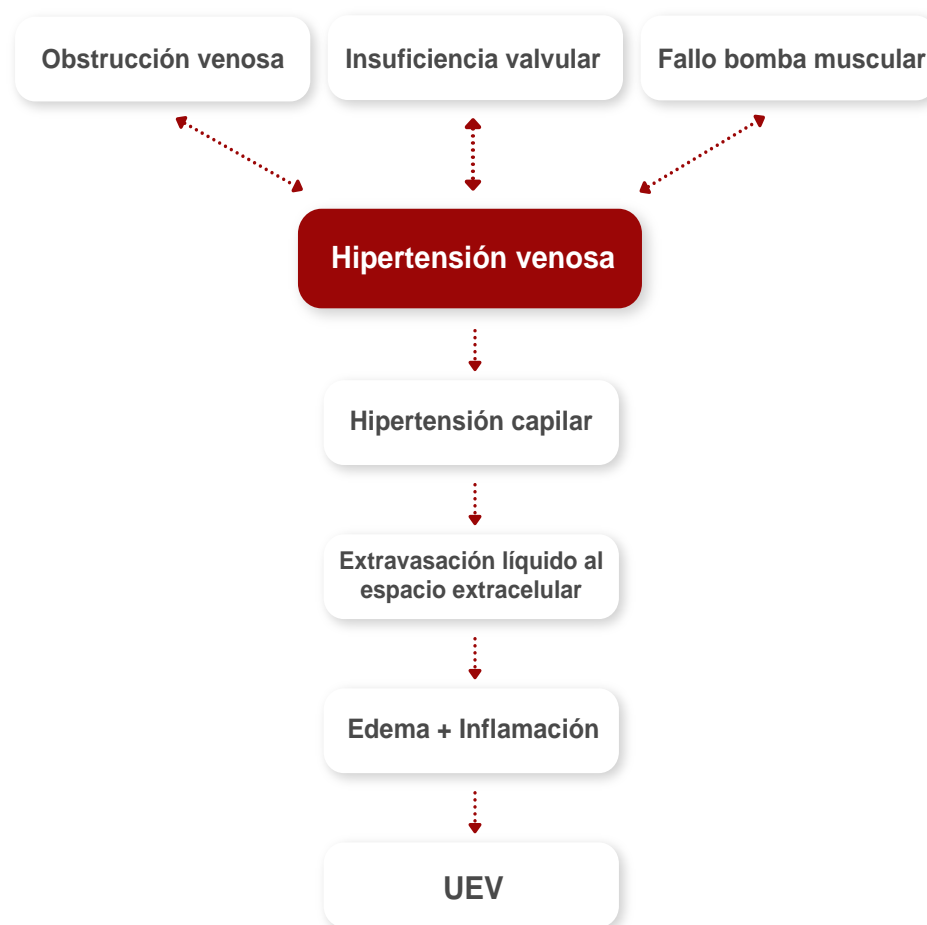 Obstrucción venosa
Insuficiencia valvular
Fallo bomba muscular
Hipertensión venosa
Hipertensión capilar
Extravasación líquido al
espacio extracelular
Edema + Inflamación
UEV